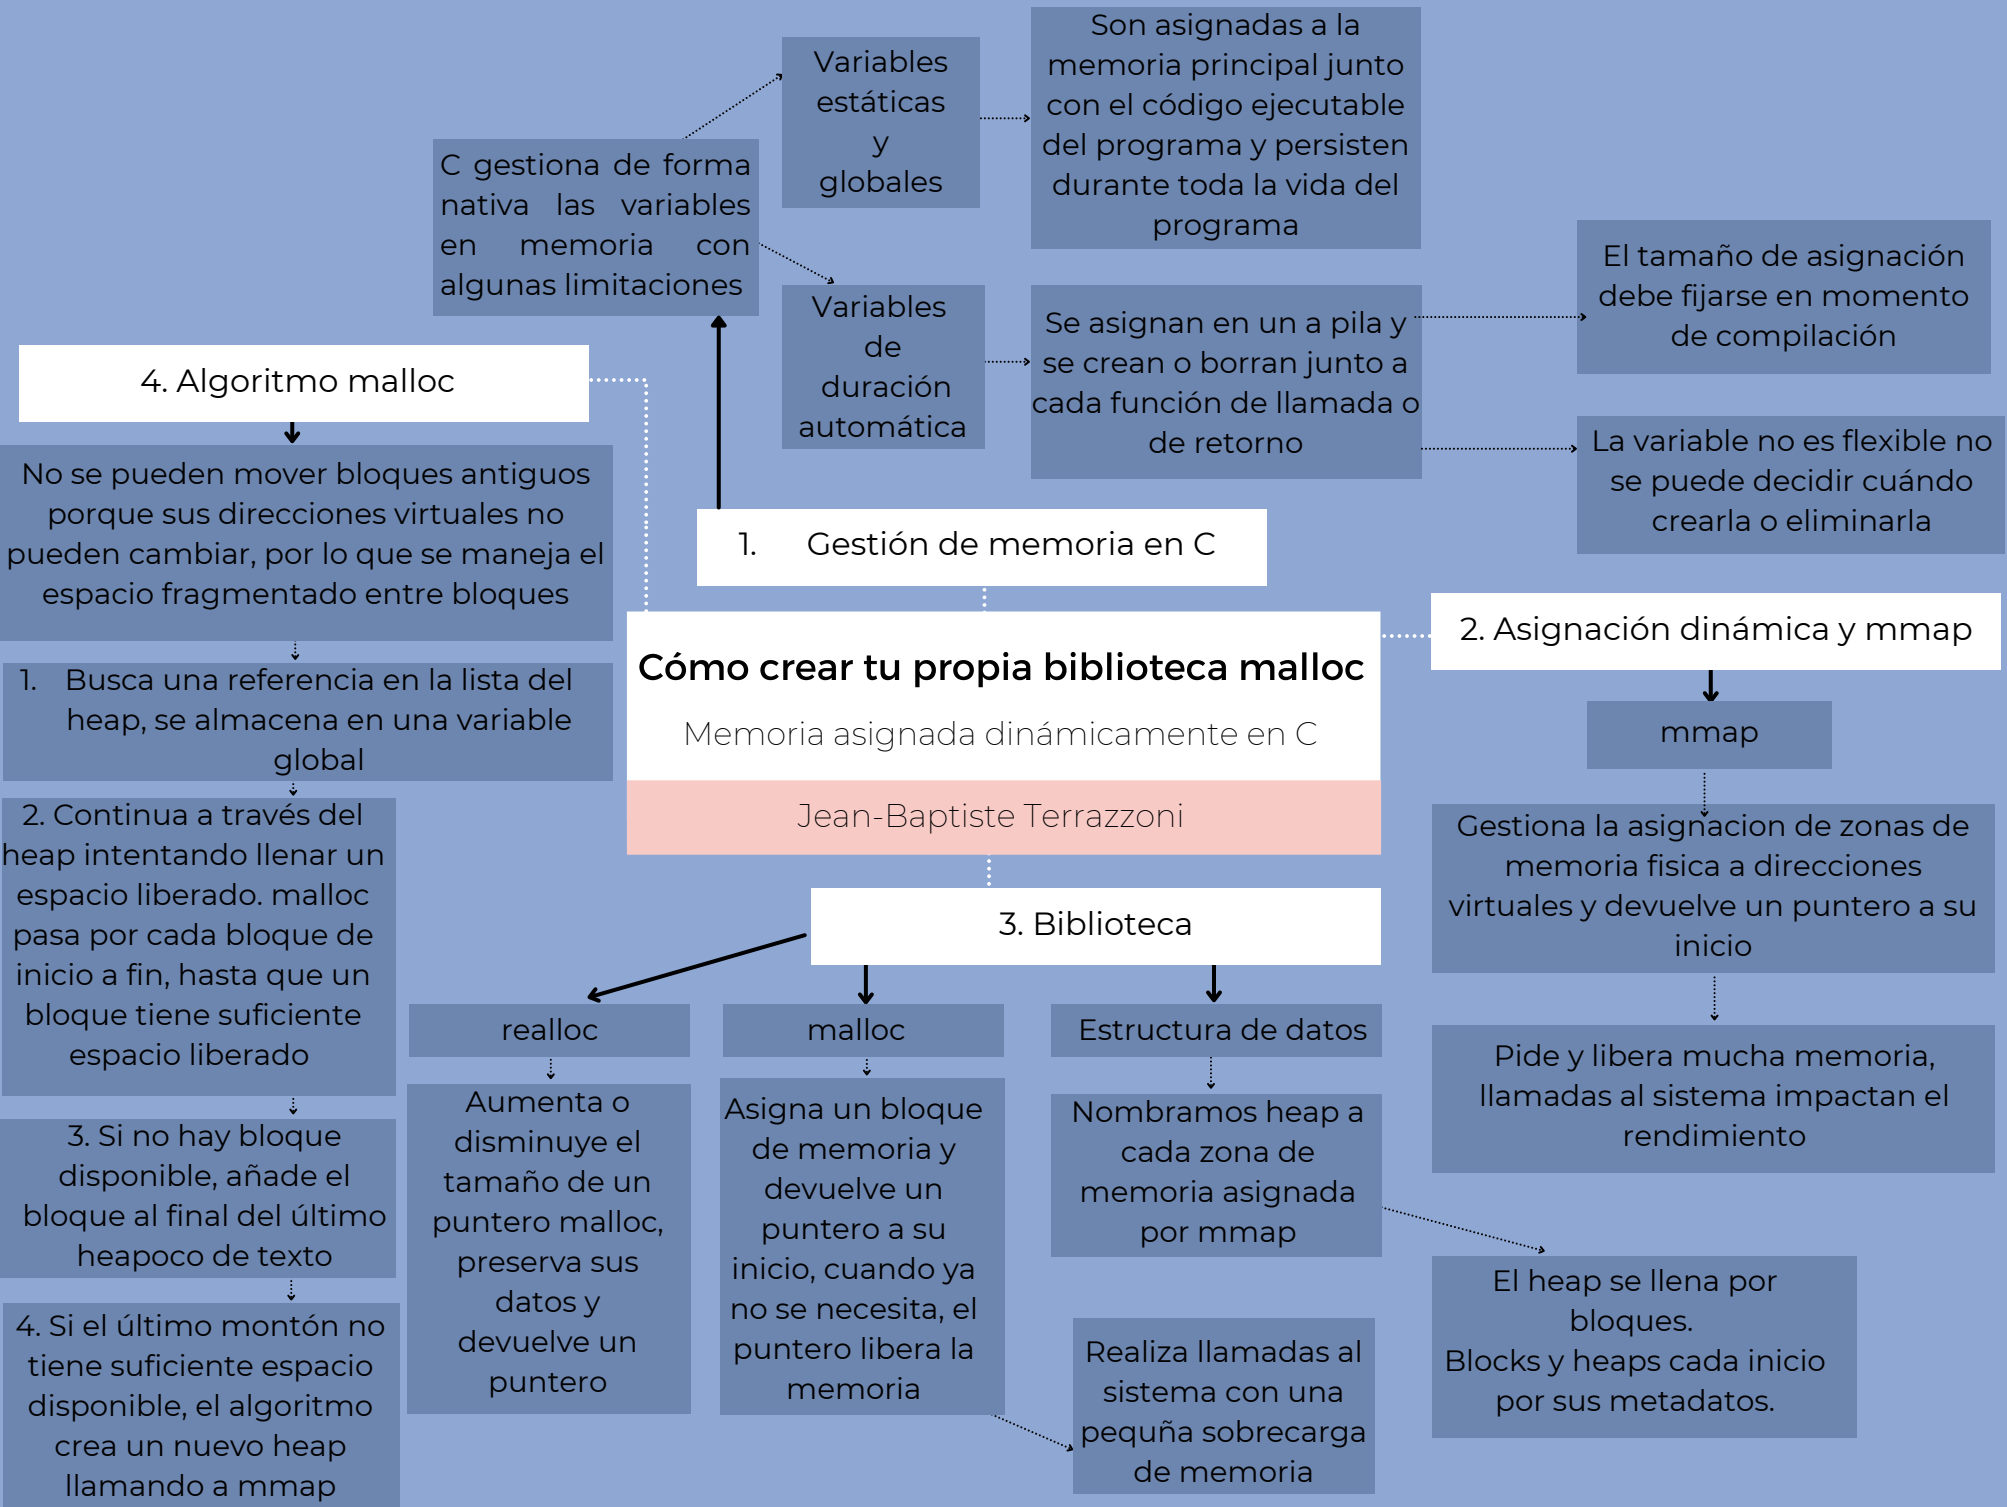 Cómo crear tu propia biblioteca malloc
Memoria asignada dinámicamente en C
Jean-Baptiste Terrazzoni
1. Gestión de memoria en C
C gestiona de forma
nativa las variables
en memoria con
algunas limitaciones
Variables
estáticas
y
globales
Son asignadas a la
memoria principal junto
con el código ejecutable
del programa y persisten
durante toda la vida del
programa
Variables
de
duración
automática
Se asignan en un a pila y
se crean o borran junto a
cada función de llamada o
de retorno
El tamaño de asignación
debe fijarse en momento
de compilación
La variable no es flexible no
se puede decidir cuándo
crearla o eliminarla
2. Asignación dinámica y mmap
mmap
Gestiona la asignacion de zonas de
memoria fisica a direcciones
virtuales y devuelve un puntero a su
inicio
Pide y libera mucha memoria,
llamadas al sistema impactan el
rendimiento
3. Biblioteca
realloc
Aumenta o
disminuye el
tamaño de un
puntero malloc,
preserva sus
datos y
devuelve un
puntero
malloc
Asigna un bloque
de memoria y
devuelve un
puntero a su
inicio, cuando ya
no se necesita, el
puntero libera la
memoria
Realiza llamadas al
sistema con una
pequña sobrecarga
de memoria
Estructura de datos
Nombramos heap a
cada zona de
memoria asignada
por mmap
El heap se llena por
bloques.
Blocks y heaps cada inicio
por sus metadatos.
4. Algoritmo malloc
No se pueden mover bloques antiguos
porque sus direcciones virtuales no
pueden cambiar, por lo que se maneja el
espacio fragmentado entre bloques
1. Busca una referencia en la lista del
heap, se almacena en una variable
global
2. Continua a través del
heap intentando llenar un
espacio liberado. malloc
pasa por cada bloque de
inicio a fin, hasta que un
bloque tiene suficiente
espacio liberado
3. Si no hay bloque
disponible, añade el
bloque al final del último
heapoco de texto
4. Si el último montón no
tiene suficiente espacio
disponible, el algoritmo
crea un nuevo heap
llamando a mmap